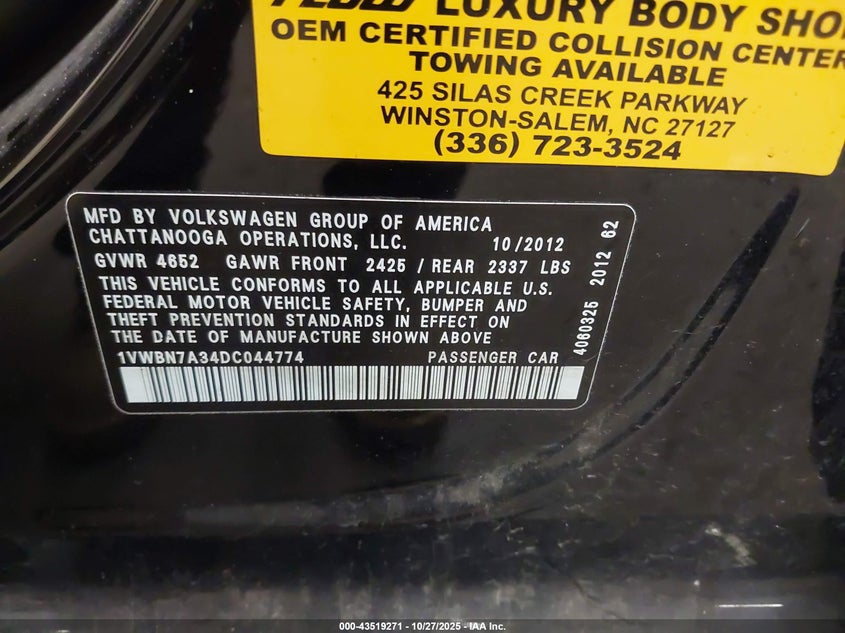 LUXURY BODY SHO
OEM CERTIFIED COLLISION CENTER
TOWING AVAILABLE
425 SILAS CREEK PARKWAY
WINSTON-SALEM, NC 27127
(336) 723-3524
MFD BY VOLKSWAGEN GROUP OF AMERICA
CHATTANOOGA OPERATIONS, LLC. 10/2012
GVWR 4652 GAWR FRONT 2425 / REAR 2337 LBS
THIS VEHICLE CONFORMS TO ALL APPLICABLE U.S.
FEDERAL MOTOR VEHICLE SAFETY, BUMPER AND
THEFT PREVENTION STANDARDS IN EFFECT ON
THE DATE OF MANUFACTURE SHOWN ABOVE
1VWBN7A34DC044774 PASSENGER CAR
4060325 2012 62
000-43519271 - 10/27/2025 - IAA Inc.